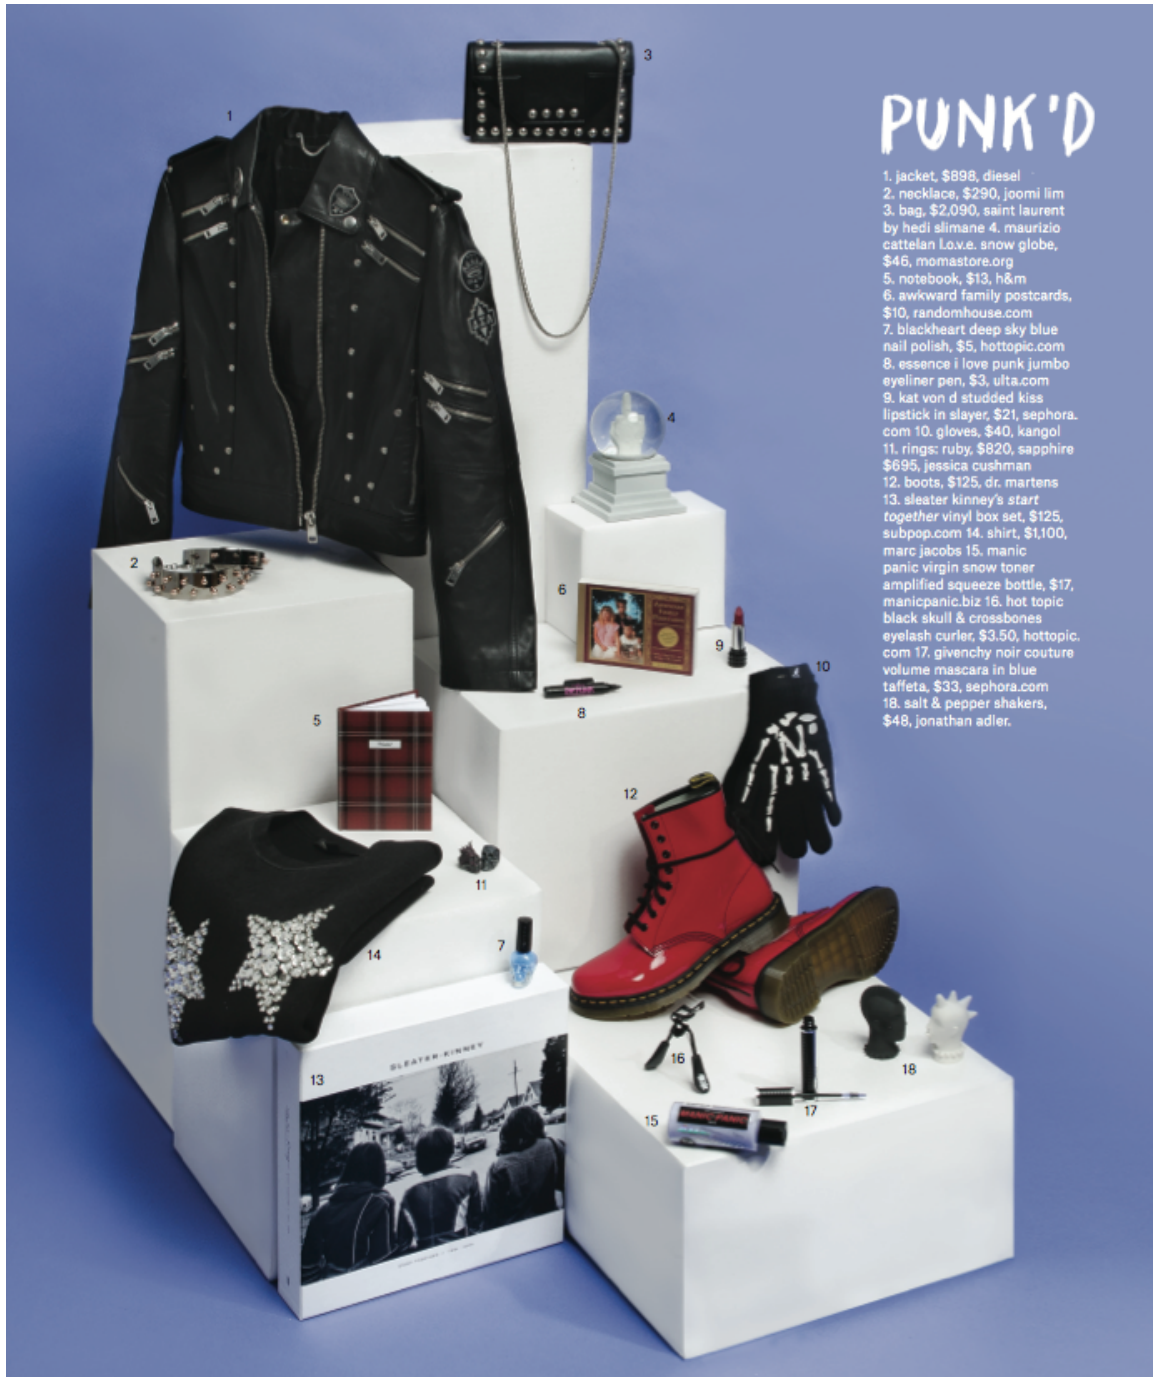 PUNK'D
1. jacket, $898, diesel
2. necklace, $290, joomi lim
3. bag, $2,090, saint laurent
by hedi slimane 4. maurizio
cattelan l.o.v.e. snow globe,
$46, momastore.org
5. notebook, $13, h&m
6. awkward family postcards,
$10, randomhouse.com
7. blackheart deep sky blue
nail polish, $5, hottopic.com
8. essence i love punk jumbo
eyeliner pen, $3, ulta.com
9. kat von d studded kiss
lipstick in slayer, $21, sephora.
com 10. gloves, $40, kangol
11. rings: ruby, $820, sapphire
$695, jessica cushman
12. boots, $125, dr. martens
13. sleater kinney's start
together vinyl box set, $125,
subpop.com 14. shirt, $1,100,
marc jacobs 15. manic
panic virgin snow toner
amplified squeeze bottle, $17,
manicpanic.biz 16. hot topic
black skull & crossbones
eyelash curler, $3.50, hottopic.
com 17. givenchy noir couture
volume mascara in blue
taffeta, $33, sephora.com
18. salt & pepper shakers,
$48, jonathan adler.
3
1
4
2
6
9
10
8
5
12
11
7
14
SLEATER-KINNEY
13
16
18
17
15
MANIC PANIC
N